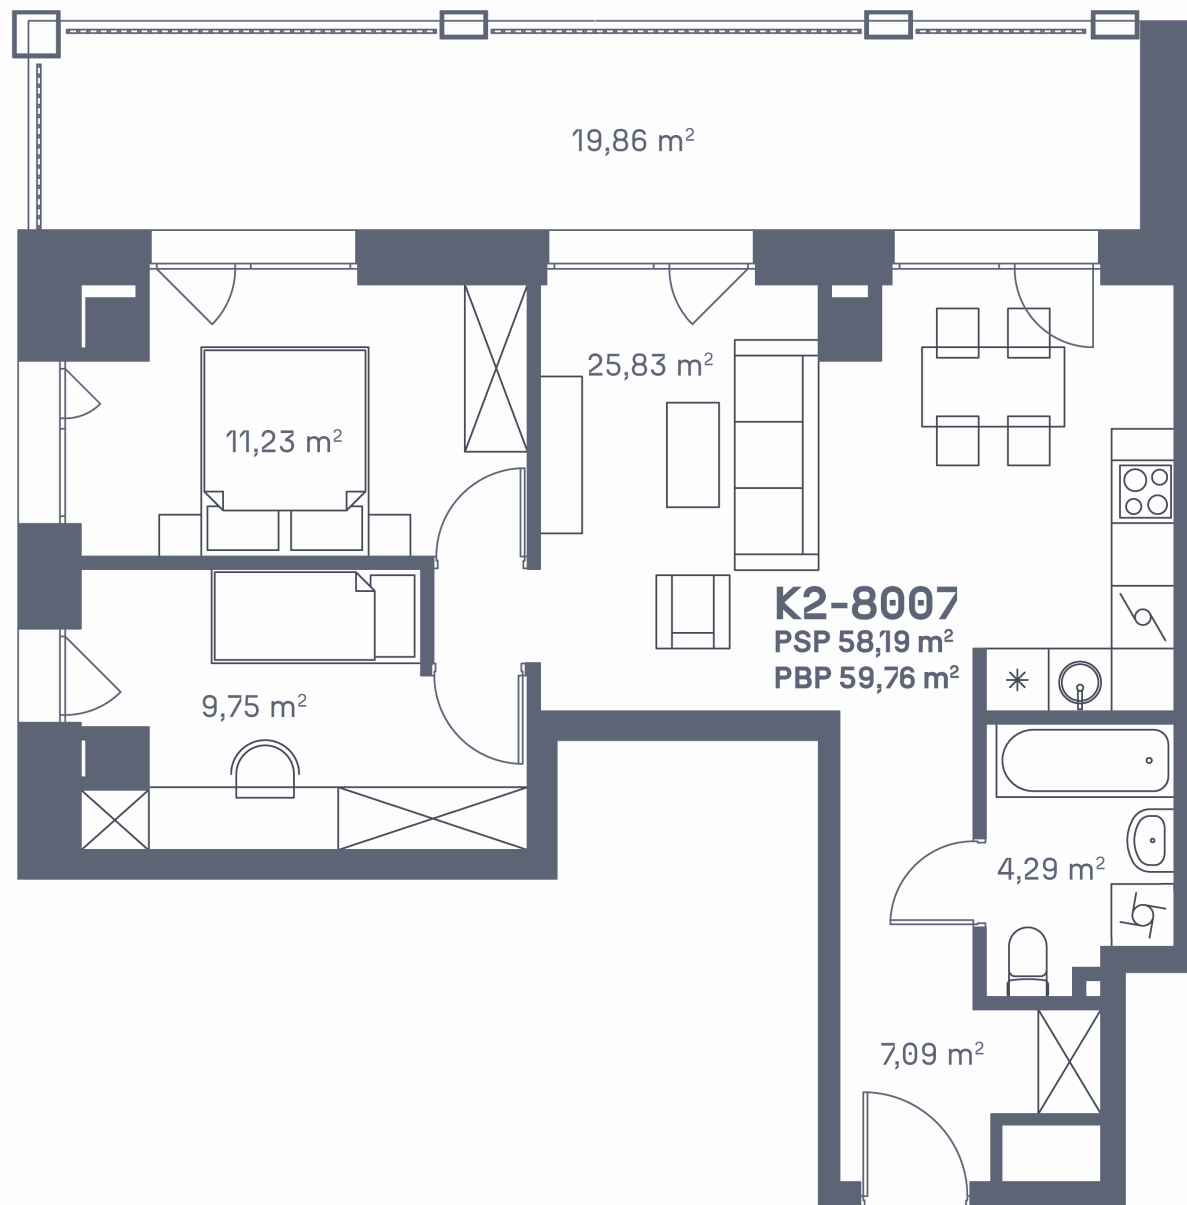 19,86 m²
25,83 m²
11,23 m²
K2-8007
PSP 58,19 m²
PBP 59,76 m²
9,75 m²
4,29 m²
7,09 m²